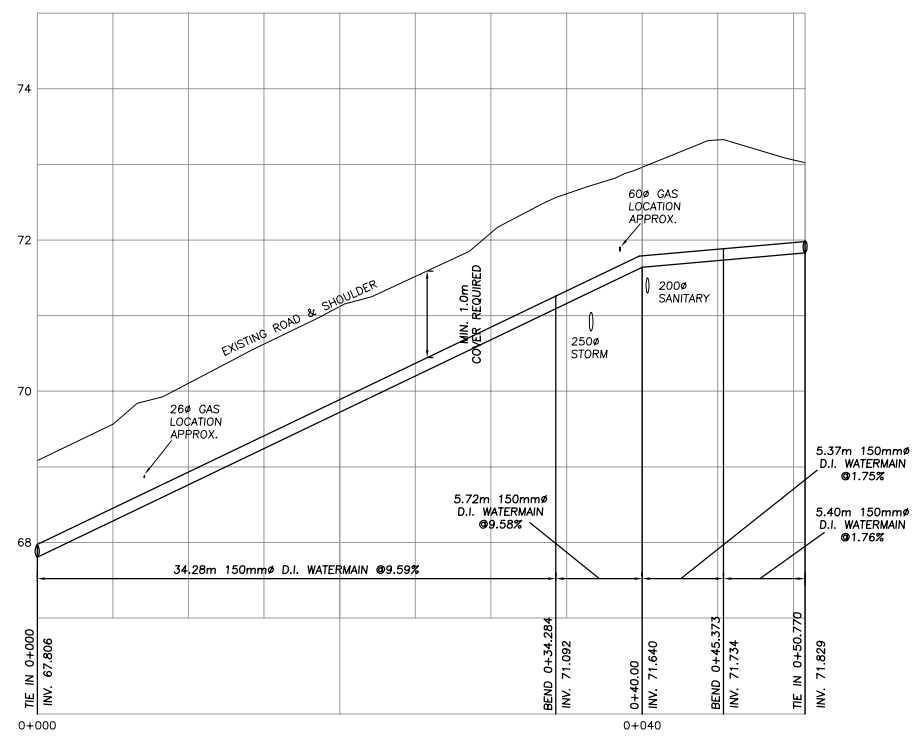 74
72
70
68
60ø GAS
LOCATION
APPROX.
200ø
SANITARY
250ø
STORM
MIN. 1.0m
COVER REQUIRED
EXISTING ROAD & SHOULDER
26ø GAS
LOCATION
APPROX.
5.37m 150mmø
D.I. WATERMAIN
@1.75%
5.72m 150mmø
D.I. WATERMAIN
@9.58%
5.40m 150mmø
D.I. WATERMAIN
@1.76%
34.28m 150mmø D.I. WATERMAIN @9.59%
TIE IN 0+000
INV. 67.806
BEND 0+34.284
INV. 71.092
0+40.00
INV. 71.640
BEND 0+45.373
INV. 71.734
TIE IN 0+50.770
INV. 71.829
0+000
0+040